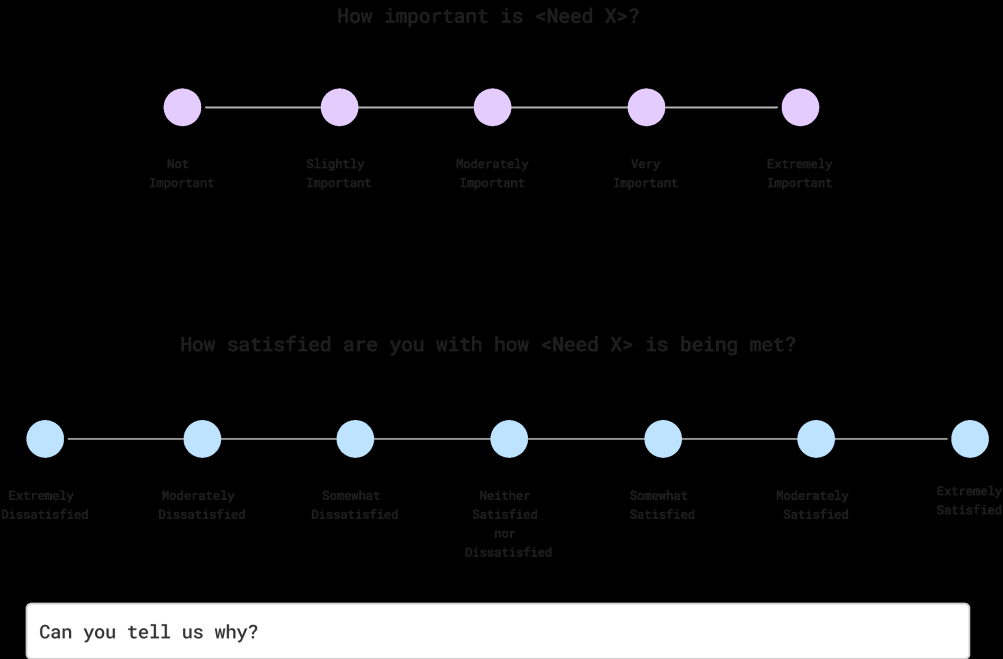 How important is <Need X>?
Not Slightly Moderately Very Extremely
Important Important Important Important Important
How satisfied are you with how <Need X> is being met?
Extremely Moderately Somewhat Neither Somewhat Moderately Extremely
Dissatisfied Dissatisfied Dissatisfied Satisfied Satisfied Satisfied Satisfied
nor
Dissatisfied
Can you tell us why?